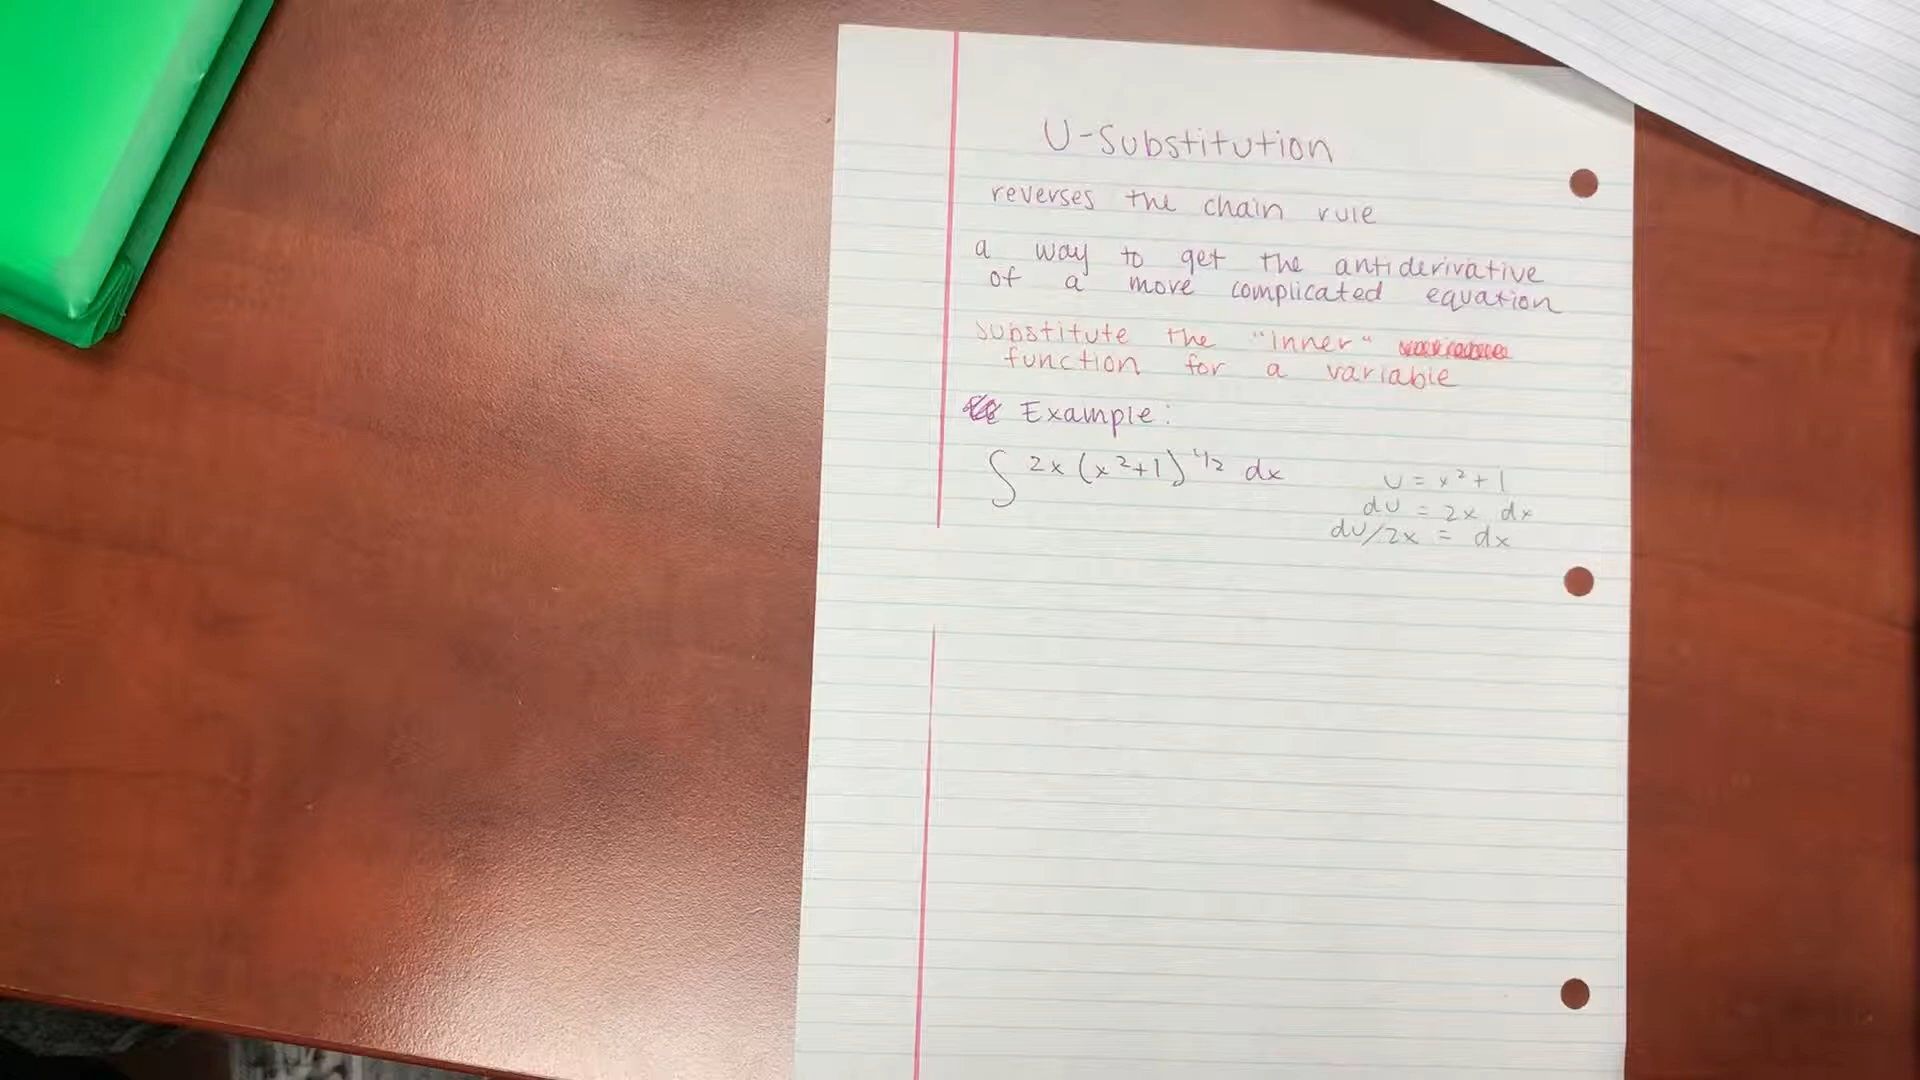 U-Substitution
reverses the chain rule
a way to get the antiderivative
of a more complicated equation
substitute the "inner"
function for a variable
Example:
∫ 2x (x²+1)^1/2 dx
U = x² + 1
dU = 2x dx
dU/2x = dx